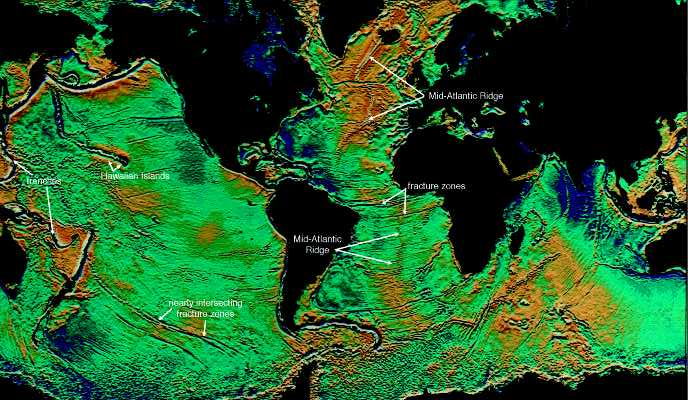 Mid-Atlantic Ridge
Trenches
Hawaiian Islands
fracture zones
Mid-Atlantic
Ridge
nearly intersecting
fracture zones